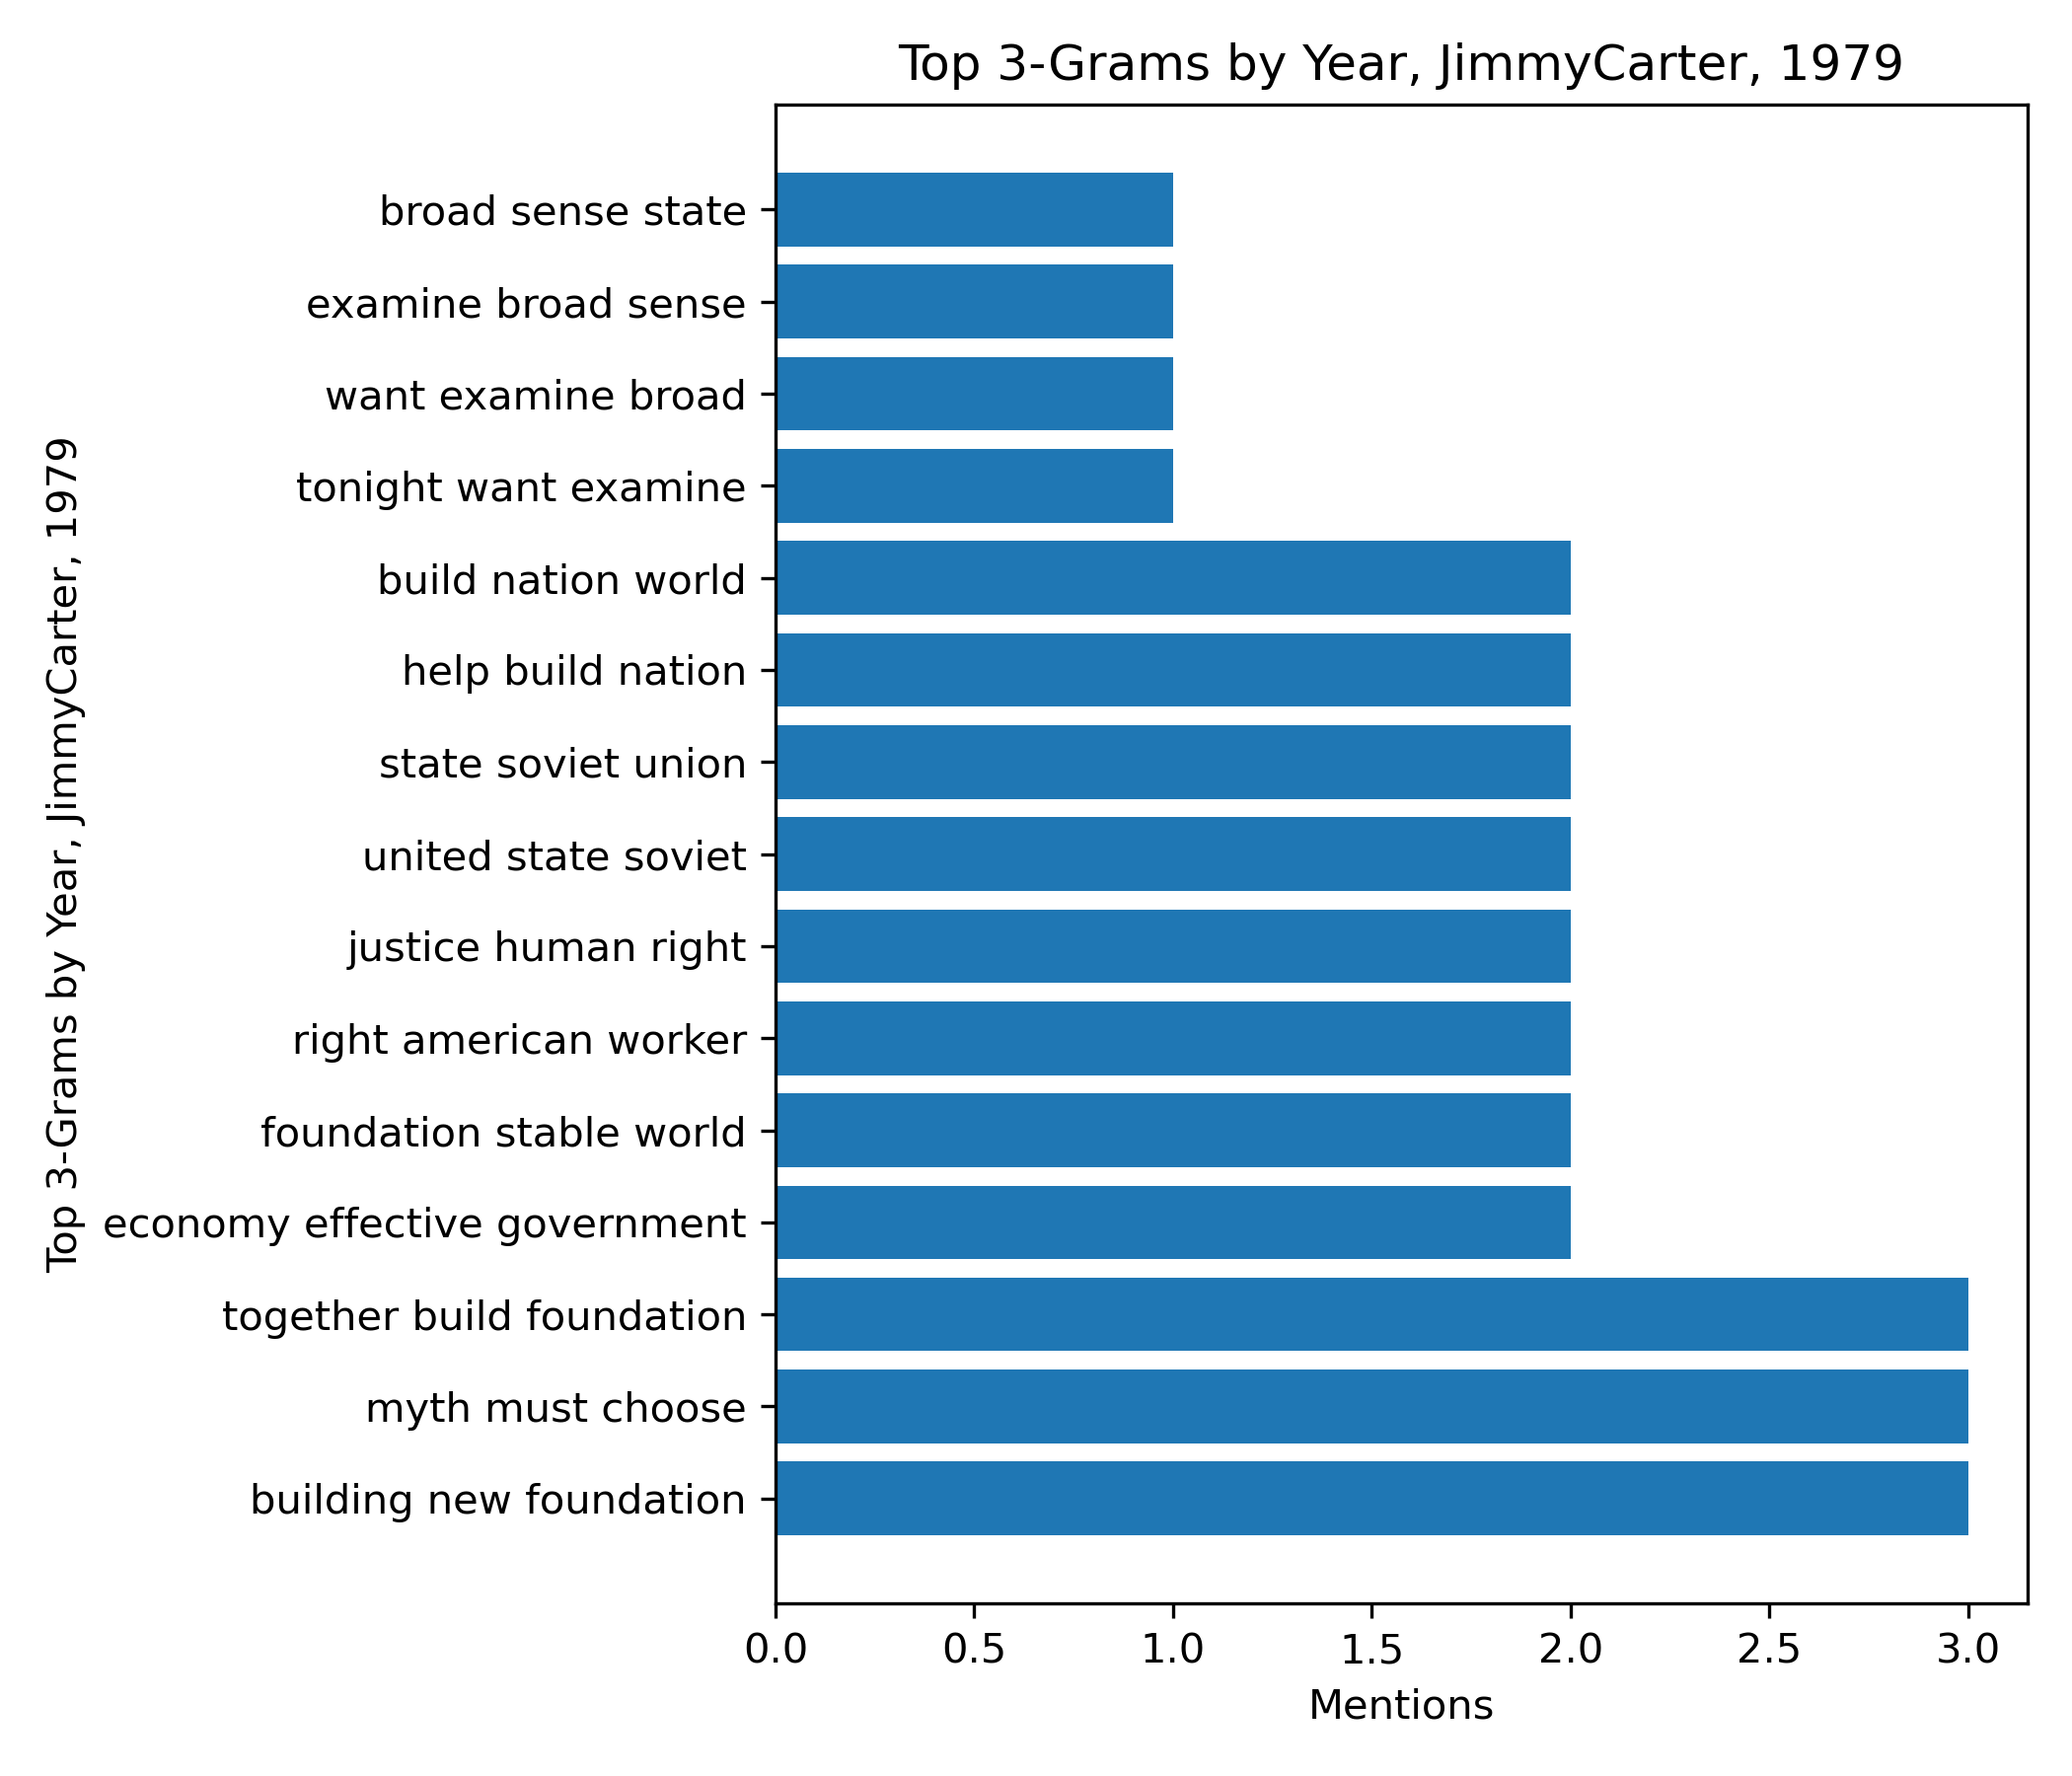 Top 3-Grams by Year, JimmyCarter, 1979
Top 3-Grams by Year, JimmyCarter, 1979
broad sense state
examine broad sense
want examine broad
tonight want examine
build nation world
help build nation
state soviet union
united state soviet
justice human right
right american worker
foundation stable world
economy effective government
together build foundation
myth must choose
building new foundation
0.0 0.5 1.0 1.5 2.0 2.5 3.0
Mentions